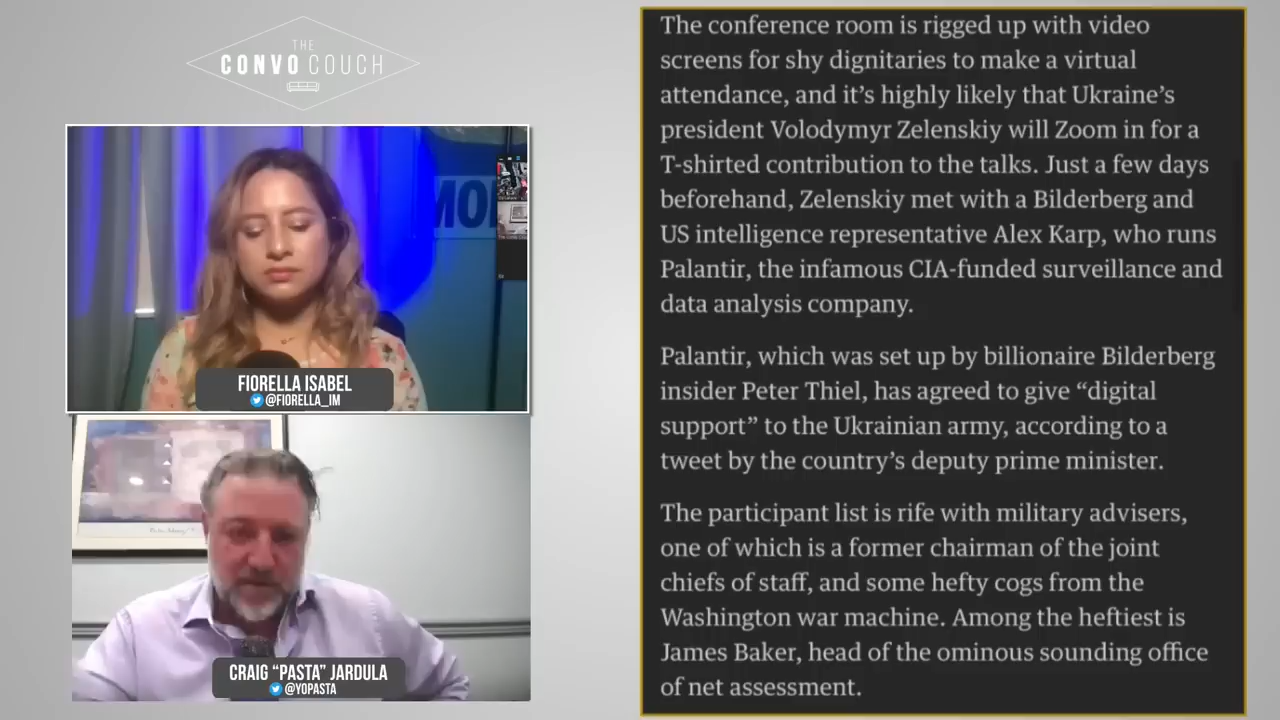 THE
CONVO COUCH
MO
FIORELLA ISABEL
@FIORELLA_IM
CRAIG “PASTA” JARDULA
@YOPASTA
The conference room is rigged up with video
screens for shy dignitaries to make a virtual
attendance, and it’s highly likely that Ukraine’s
president Volodymyr Zelenskiy will Zoom in for a
T-shirted contribution to the talks. Just a few days
beforehand, Zelenskiy met with a Bilderberg and
US intelligence representative Alex Karp, who runs
Palantir, the infamous CIA-funded surveillance and
data analysis company.
Palantir, which was set up by billionaire Bilderberg
insider Peter Thiel, has agreed to give “digital
support” to the Ukrainian army, according to a
tweet by the country’s deputy prime minister.
The participant list is rife with military advisers,
one of which is a former chairman of the joint
chiefs of staff, and some hefty cogs from the
Washington war machine. Among the heftiest is
James Baker, head of the ominous sounding office
of net assessment.